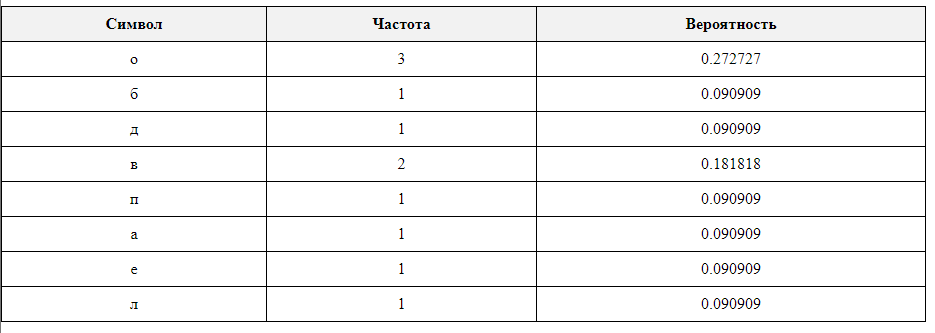 Символ Частота Вероятность
о 3 0.272727
б 1 0.090909
д 1 0.090909
в 2 0.181818
п 1 0.090909
а 1 0.090909
е 1 0.090909
л 1 0.090909